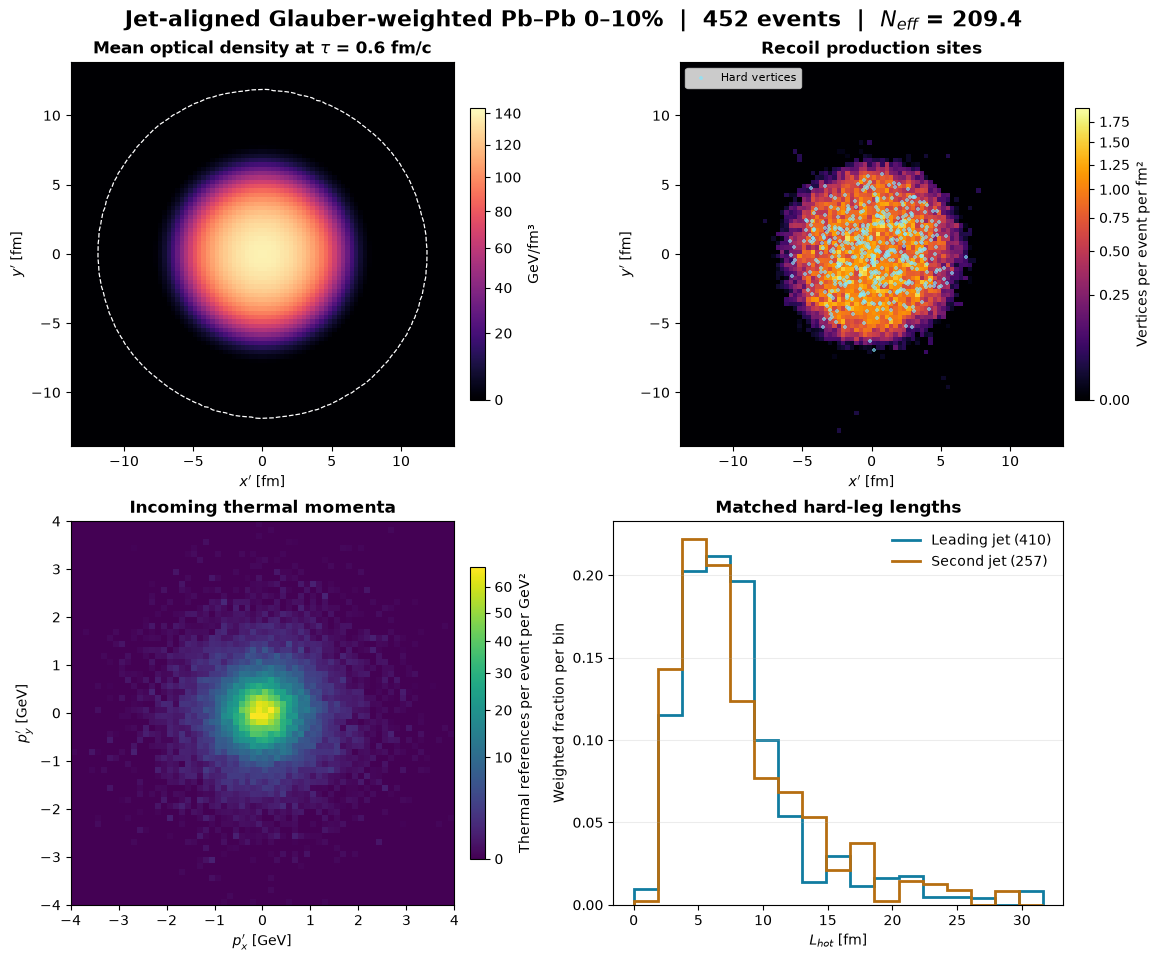 Jet-aligned Glauber-weighted Pb–Pb 0–10% | 452 events | N_eff = 209.4
Mean optical density at τ = 0.6 fm/c
10
5
0
−5
−10
y′ [fm]
−10 −5 0 5 10
x′ [fm]
140
120
100
80
60
40
20
0
GeV/fm³
Recoil production sites
Hard vertices
10
5
0
−5
−10
y′ [fm]
−10 −5 0 5 10
x′ [fm]
1.75
1.50
1.25
1.00
0.75
0.50
0.25
0.00
Vertices per event per fm²
Incoming thermal momenta
4
3
2
1
0
−1
−2
−3
−4
p′_y [GeV]
−4 −3 −2 −1 0 1 2 3 4
p′_x [GeV]
60
50
40
30
20
10
0
Thermal references per event per GeV²
Matched hard-leg lengths
Leading jet (410)
Second jet (257)
0.20
0.15
0.10
0.05
0.00
Weighted fraction per bin
0 5 10 15 20 25 30
L_hot [fm]